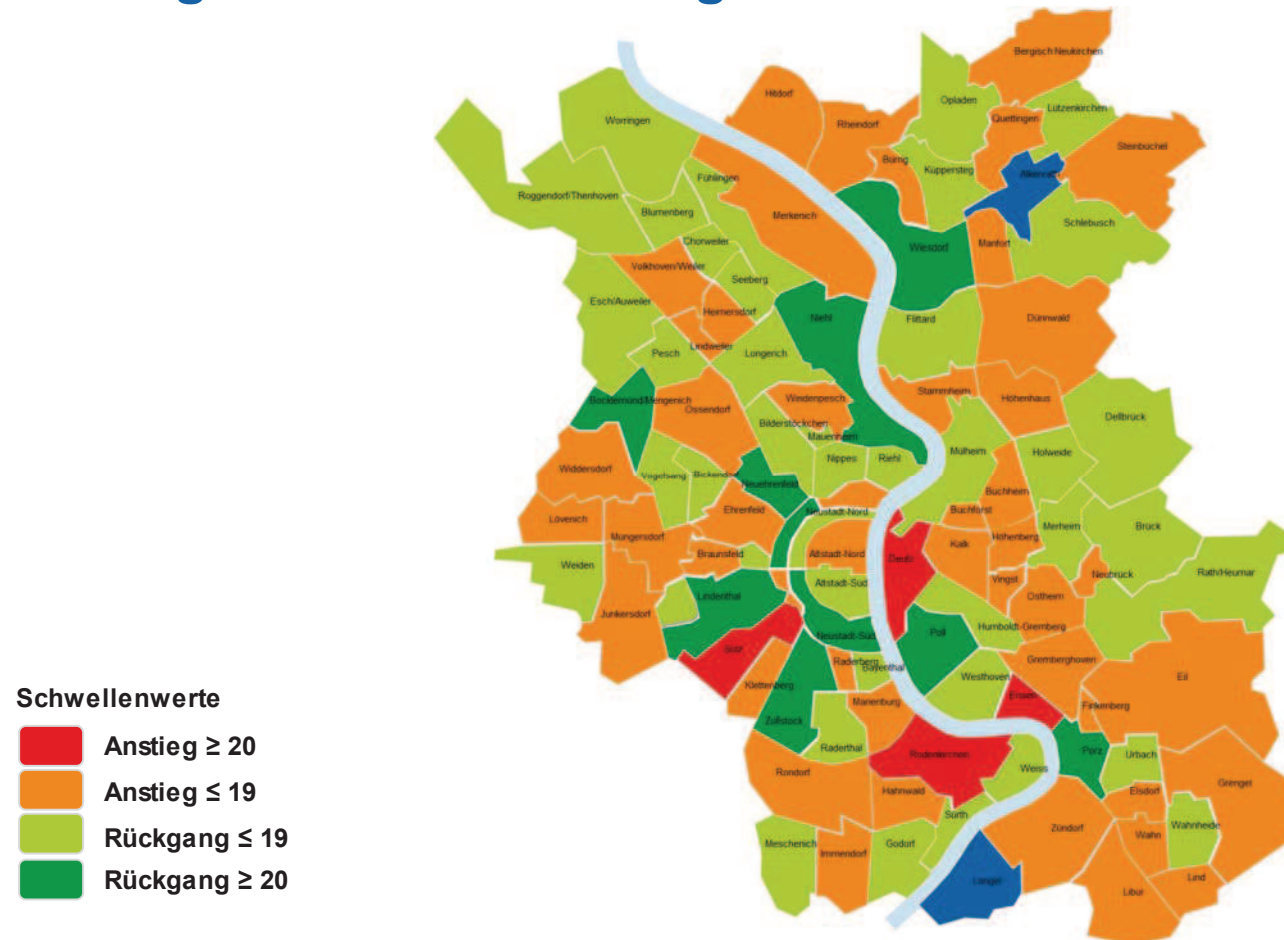 Bergisch Neukirchen
Hitdorf
Opladen
Lützenkirchen
Worringen
Rheindorf
Quettingen
Steinbüchel
Bürrig
Küppersteg
Alkenrath
Fühlingen
Roggendorf/Thenhoven
Blumenberg
Merkenich
Schlebusch
Chorweiler
Wiesdorf
Manfort
Volkhoven/Weiler
Seeberg
Esch/Auweiler
Heimersdorf
Niehl
Flittard
Dünnwald
Lindweiler
Pesch
Longerich
Stammheim
Höhenhaus
Bocklemünd/Mengenich
Ossendorf
Weidenpesch
Dellbrück
Bilderstöckchen
Mauenheim
Mülheim
Holweide
Widdersdorf
Vogelsang
Bickendorf
Nippes
Riehl
Neuehrenfeld
Buchheim
Ehrenfeld
Neustadt-Nord
Buchforst
Lövenich
Müngersdorf
Merheim
Brück
Braunsfeld
Altstadt-Nord
Deutz
Kalk
Höhenberg
Weiden
Neubrück
Rath/Heumar
Altstadt-Süd
Vingst
Lindenthal
Ostheim
Junkersdorf
Humboldt-Gremberg
Neustadt-Süd
Poll
Sülz
Raderberg
Bayenthal
Gremberghoven
Westhoven
Eil
Klettenberg
Ensen
Schwellenwerte
Marienburg
Finkenberg
Zollstock
Anstieg ≥ 20
Raderthal
Rodenkirchen
Porz
Urbach
Rondorf
Weiss
Anstieg ≤ 19
Hahnwald
Elsdorf
Grengel
Sürth
Zündorf
Wahn
Wahnheide
Rückgang ≤ 19
Meschenich
Immendorf
Godorf
Rückgang ≥ 20
Langel
Libur
Lind